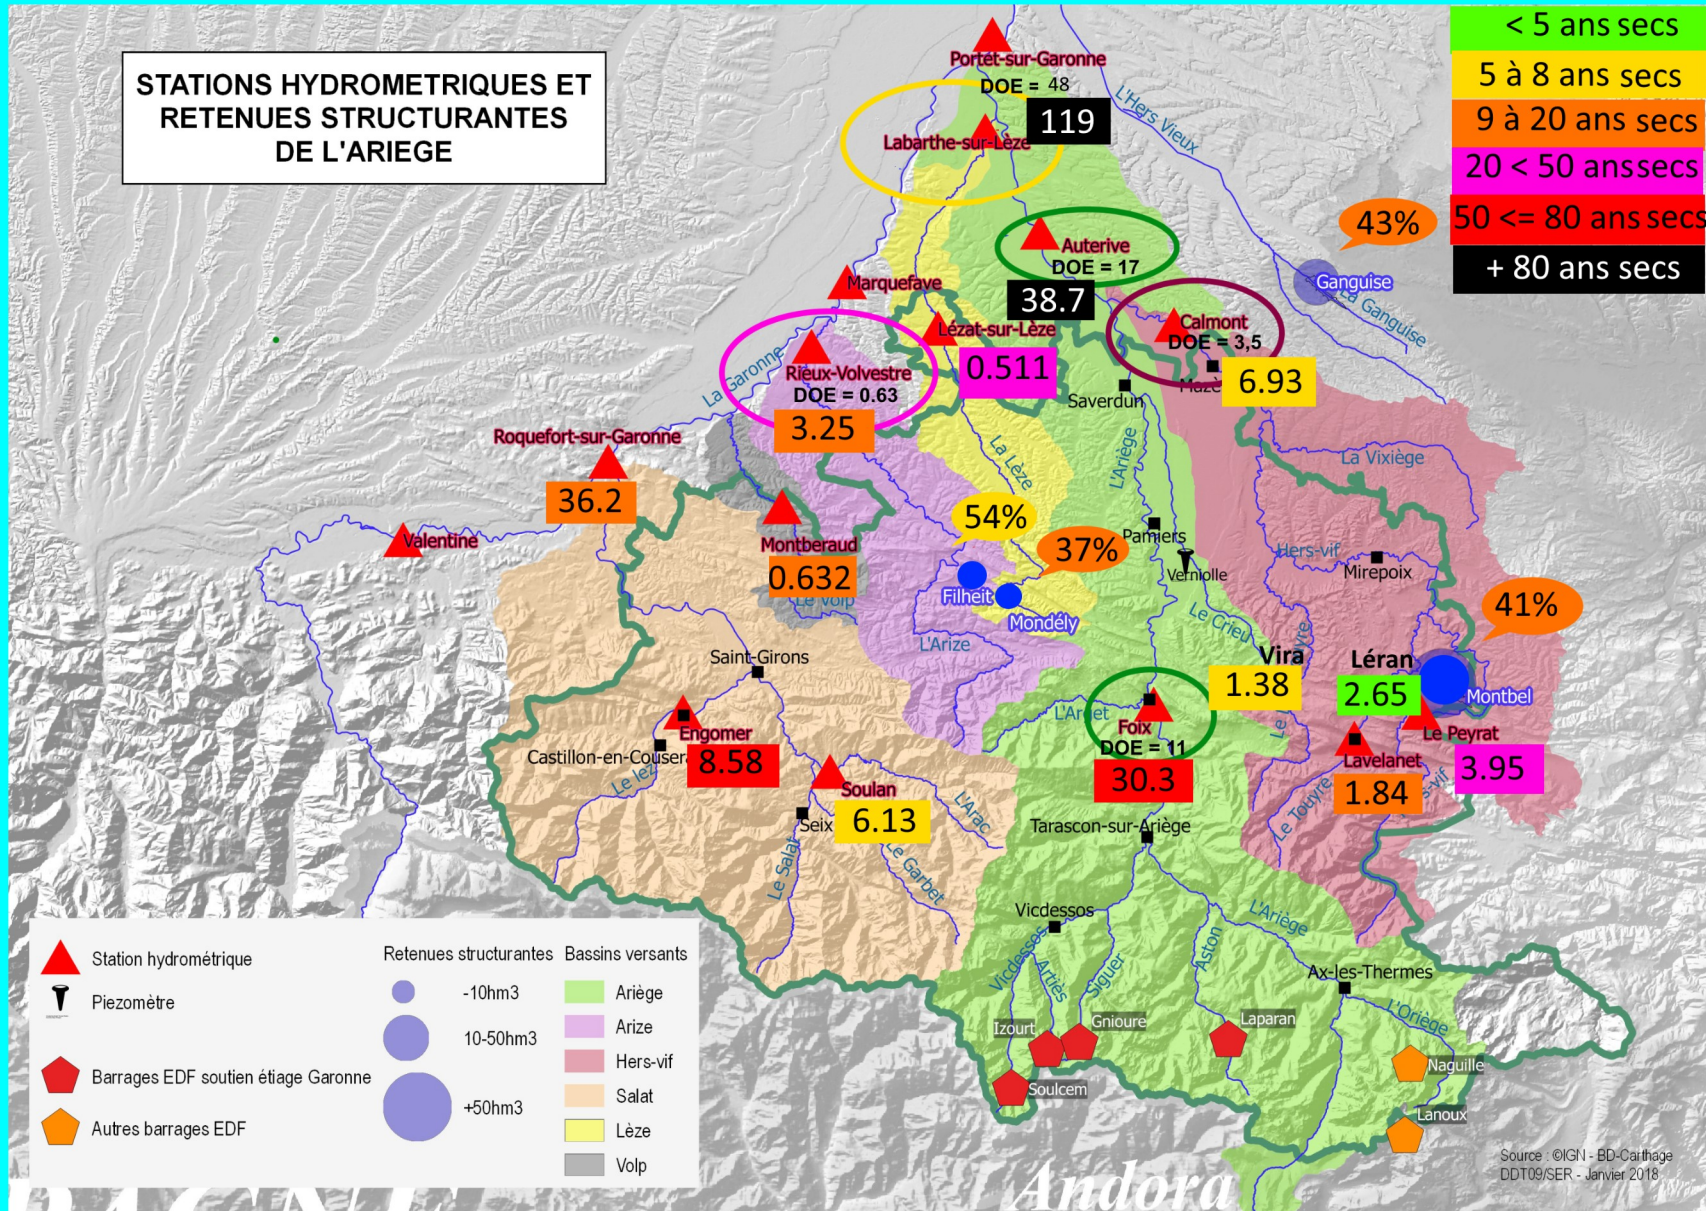 STATIONS HYDROMETRIQUES ET
RETENUES STRUCTURANTES
DE L'ARIEGE
< 5 ans secs
5 à 8 ans secs
9 à 20 ans secs
20 < 50 ans secs
50 <= 80 ans secs
+ 80 ans secs
Portet-sur-Garonne
DOE = 48
119
L'Hers Vieux
Labarthe-sur-Lèze
43%
Auterive
DOE = 17
38.7
Ganguise
La Ganguise
Marquefave
Calmont
DOE = 3,5
Lézat-sur-Lèze
0.511
6.93
La Garonne
Rieux-Volvestre
DOE = 0.63
3.25
Saverdun
Roquefort-sur-Garonne
36.2
La Lèze
L'Ariège
La Vixiège
Valentine
Montberaud
0.632
Le Volp
54%
37%
Pamiers
Verniolle
Hers-vif
Mirepoix
Filheit
Mondély
41%
L'Arize
Le Crieu
Saint-Girons
Vira
1.38
Léran
2.65
Montbel
Engomer
8.58
L'Arget
Foix
DOE = 11
30.3
Le Peyrat
3.95
Castillon-en-Couser
Le lez
Lavelanet
1.84
Soulan
6.13
Seix
L'Arac
Le Touyre
Tarascon-sur-Ariège
Le Salat
Le Garbet
Vicdessos
L'Ariège
Vicdessos
Artiès
Siguer
Aston
Ax-les-Thermes
L'Oriège
Izourt
Gnioure
Laparan
Naguille
Soulcem
Lanoux
Station hydrométrique
Piezomètre
Barrages EDF soutien étiage Garonne
Autres barrages EDF
Retenues structurantes
-10hm3
10-50hm3
+50hm3
Bassins versants
Ariège
Arize
Hers-vif
Salat
Lèze
Volp
Andora
Source : ©IGN - BD-Carthage
DDT09/SER - Janvier 2018